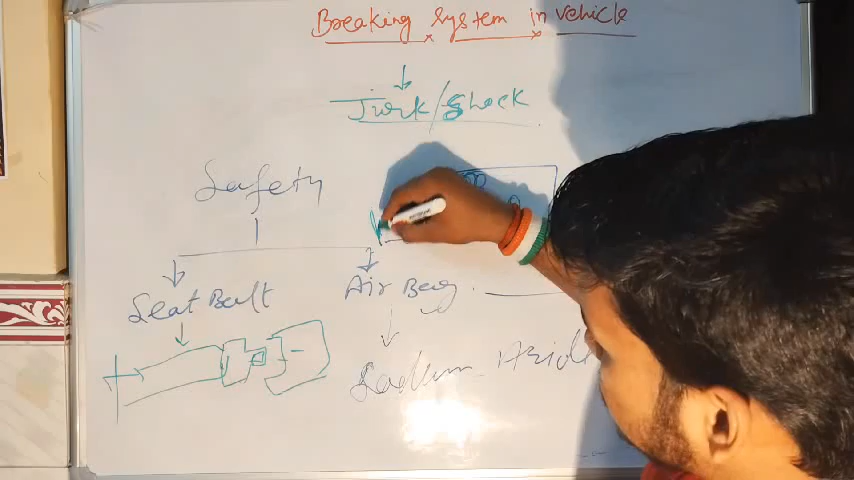 Breaking System in vehicle
Jurk/Shock
Safety
Seat Belt
Air Bag
Sodium Azide